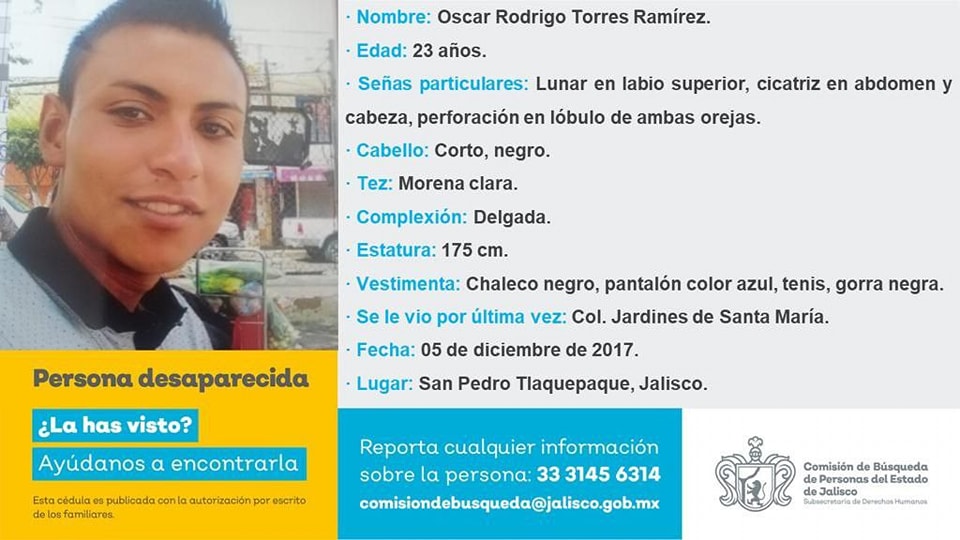 · Nombre: Oscar Rodrigo Torres Ramírez.
· Edad: 23 años.
· Señas particulares: Lunar en labio superior, cicatriz en abdomen y
cabeza, perforación en lóbulo de ambas orejas.
· Cabello: Corto, negro.
· Tez: Morena clara.
· Complexión: Delgada.
· Estatura: 175 cm.
· Vestimenta: Chaleco negro, pantalón color azul, tenis, gorra negra.
· Se le vio por última vez: Col. Jardines de Santa María.
· Fecha: 05 de diciembre de 2017.
· Lugar: San Pedro Tlaquepaque, Jalisco.
Persona desaparecida
¿La has visto?
Ayúdanos a encontrarla
Esta cédula es publicada con la autorización por escrito
de los familiares.
Reporta cualquier información
sobre la persona: 33 3145 6314
comisiondebusqueda@jalisco.gob.mx
Comisión de Búsqueda
de Personas del Estado
de Jalisco
Subsecretaría de Derechos Humanos